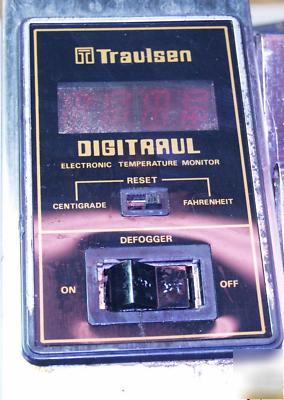 Traulsen
DIGITRAUL
ELECTRONIC TEMPERATURE MONITOR
RESET
CENTIGRADE FAHRENHEIT
DEFOGGER
ON OFF